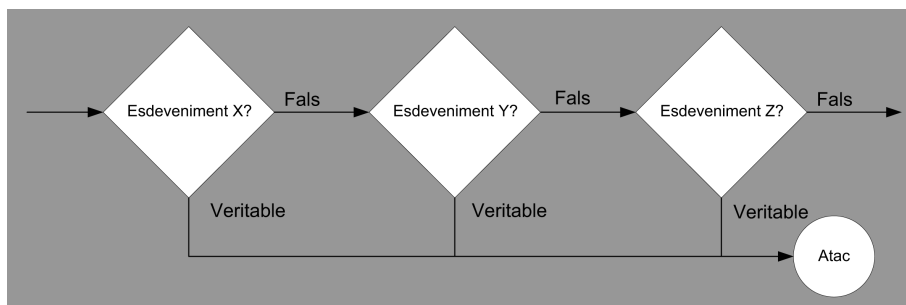 Esdeveniment X?
Fals
Esdeveniment Y?
Fals
Esdeveniment Z?
Fals
Veritable
Veritable
Veritable
Atac